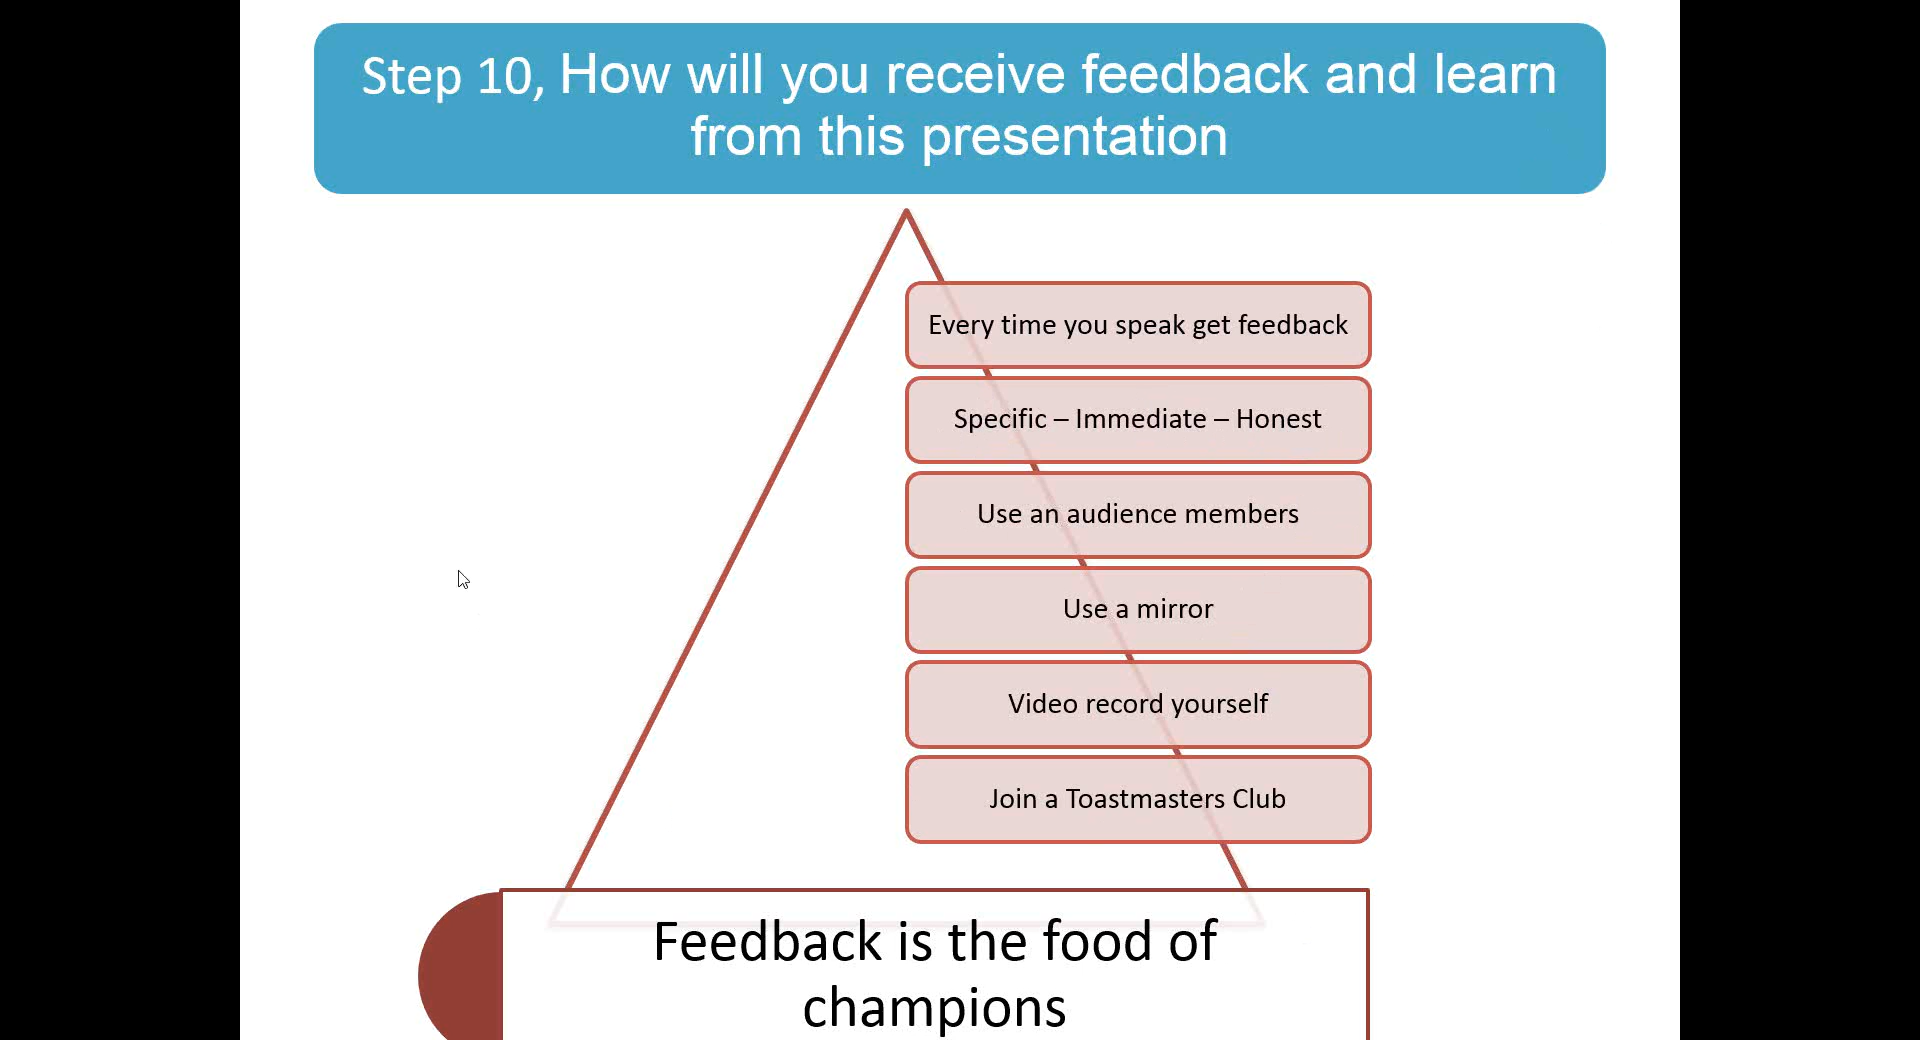 Step 10, How will you receive feedback and learn
from this presentation
Every time you speak get feedback
Specific – Immediate – Honest
Use an audience members
Use a mirror
Video record yourself
Join a Toastmasters Club
Feedback is the food of
champions